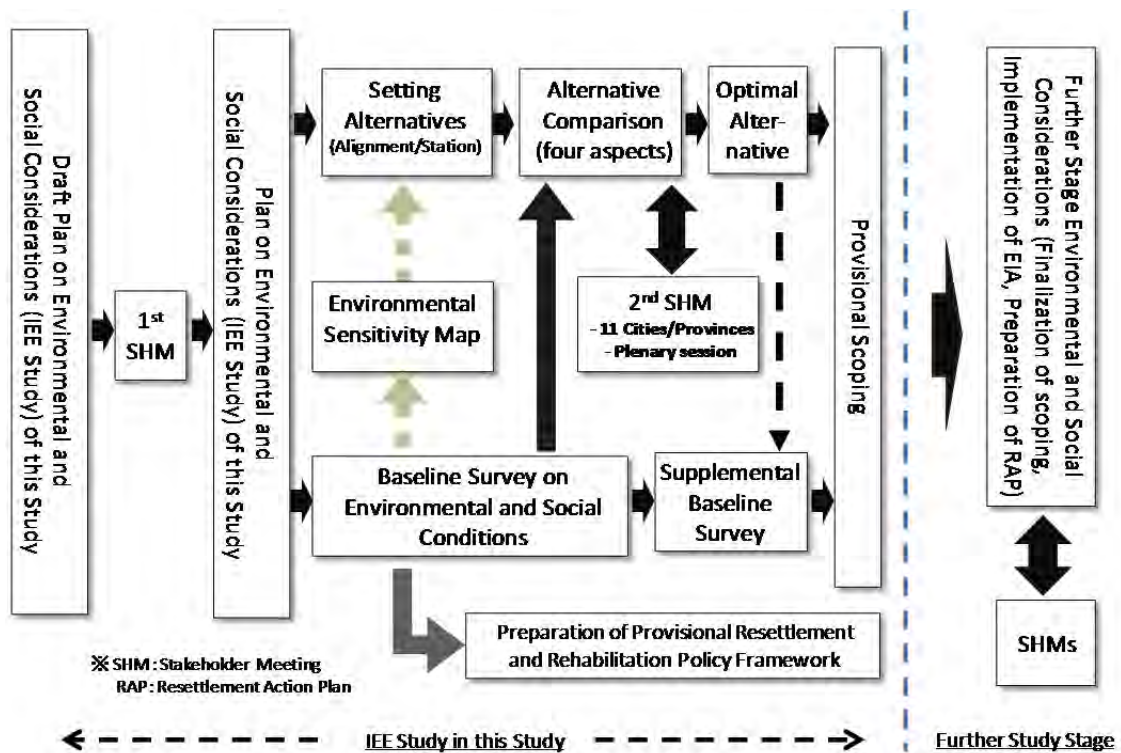 Draft Plan on Environmental and
Social Considerations (IEE Study) of this Study
1st
SHM
Plan on Environmental and
Social Considerations (IEE Study) of this Study
Setting
Alternatives
(Alignment/Station)
Alternative
Comparison
(four aspects)
Optimal
Alter-
native
Environmental
Sensitivity Map
2nd SHM
- 11 Cities/Provinces
- Plenary session
Baseline Survey on
Environmental and Social
Conditions
Supplemental
Baseline
Survey
Provisional Scoping
Preparation of Provisional Resettlement
and Rehabilitation Policy Framework
Further Stage Environmental and Social
Considerations (Finalization of scoping,
Implementation of EIA, Preparation of RAP)
SHMs
※ SHM : Stakeholder Meeting
RAP : Resettlement Action Plan
IEE Study in this Study
Further Study Stage